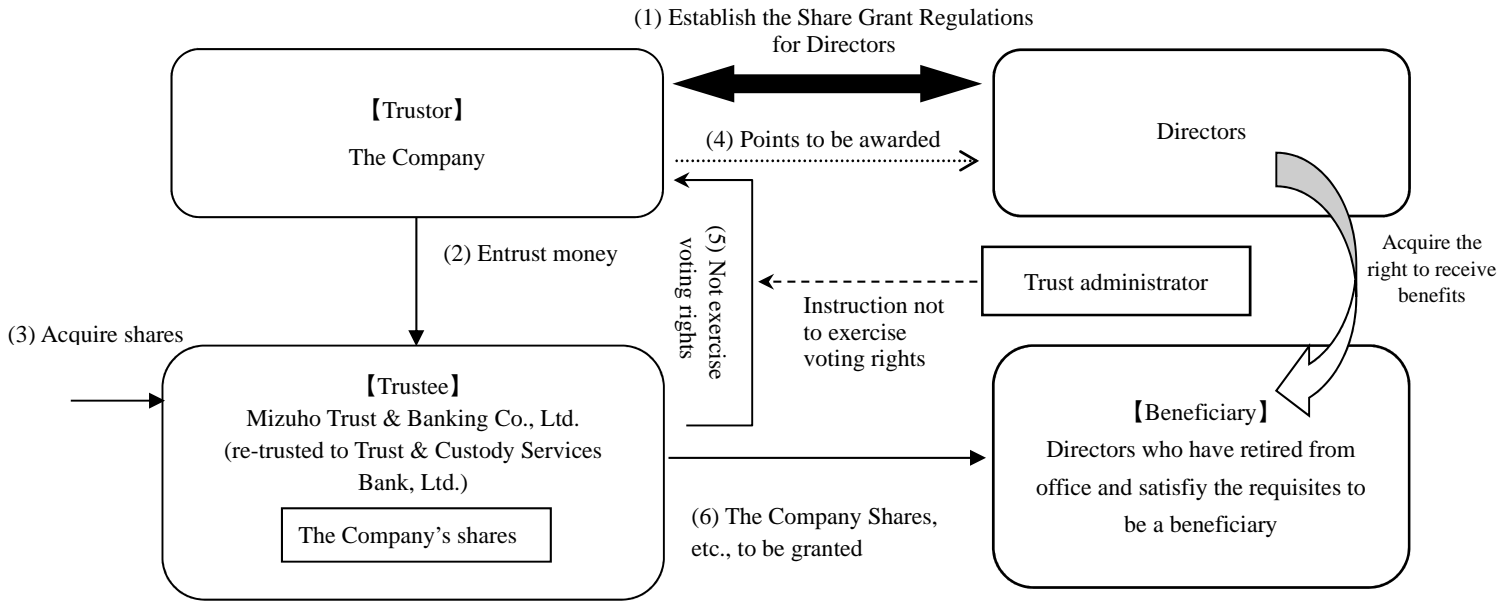 (1) Establish the Share Grant Regulations
for Directors
【Trustor】
The Company
(4) Points to be awarded
Directors
(2) Entrust money
(5) Not exercise
voting rights
Trust administrator
Instruction not
to exercise
voting rights
Acquire the
right to receive
benefits
(3) Acquire shares
【Trustee】
Mizuho Trust & Banking Co., Ltd.
(re-trusted to Trust & Custody Services
Bank, Ltd.)
The Company’s shares
(6) The Company Shares,
etc., to be granted
【Beneficiary】
Directors who have retired from
office and satisfiy the requisites to
be a beneficiary